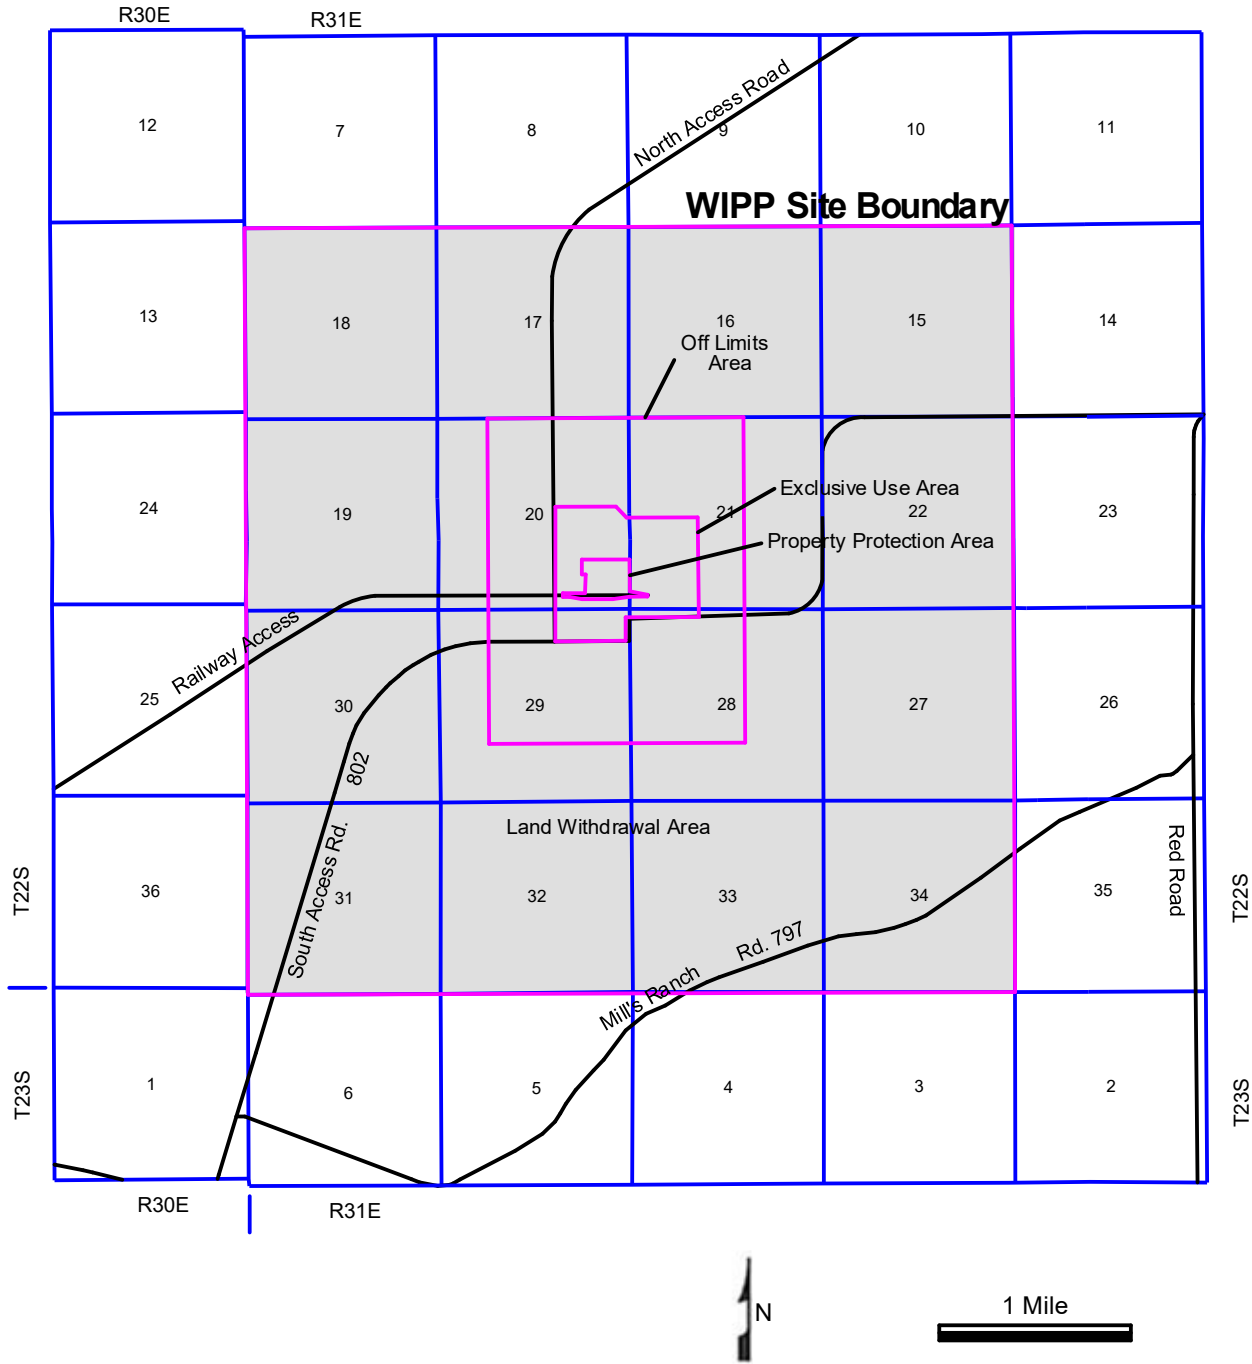 R30E
R31E
12
7
8
9
10
11
North Access Road
WIPP Site Boundary
13
18
17
16
15
14
Off Limits
Area
24
19
20
21
22
23
Exclusive Use Area
Property Protection Area
Railway Access
25
30
29
28
27
26
802
South Access Rd.
Land Withdrawal Area
Red Road
T22S
36
31
32
33
34
35
T22S
Rd. 797
Mill's Ranch
T23S
1
6
5
4
3
2
T23S
R30E
R31E
N
1 Mile